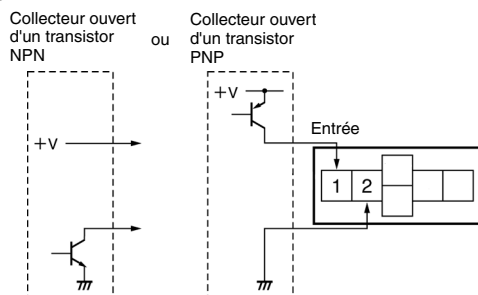 Collecteur ouvert
d'un transistor
NPN
ou
Collecteur ouvert
d'un transistor
PNP
+V
+V
Entrée
1 2